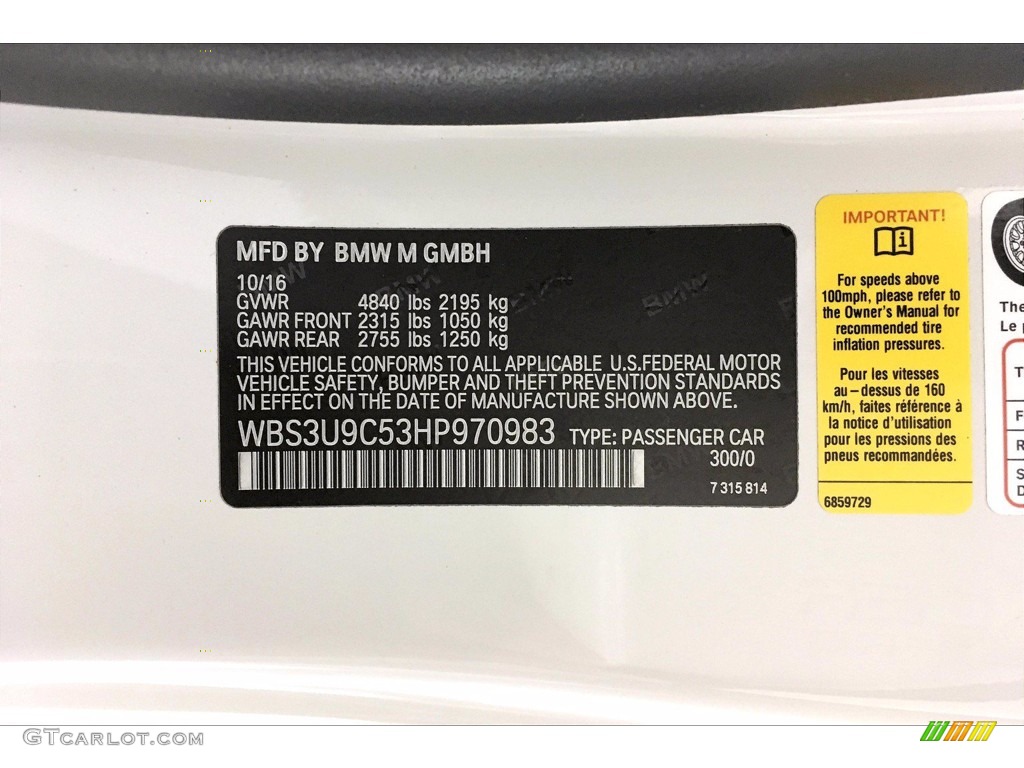 MFD BY BMW M GMBH
10/16
GVWR 4840 lbs 2195 kg
GAWR FRONT 2315 lbs 1050 kg
GAWR REAR 2755 lbs 1250 kg
THIS VEHICLE CONFORMS TO ALL APPLICABLE U.S.FEDERAL MOTOR
VEHICLE SAFETY, BUMPER AND THEFT PREVENTION STANDARDS
IN EFFECT ON THE DATE OF MANUFACTURE SHOWN ABOVE.
WBS3U9C53HP970983 TYPE: PASSENGER CAR
300/0
7 315 814
IMPORTANT!
For speeds above
100mph, please refer to
the Owner's Manual for
recommended tire
inflation pressures.
Pour les vitesses
au-dessus de 160
km/h, faites référence à
la notice d'utilisation
pour les pressions des
pneus recommandées.
6859729
The
Le p
T
F
R
S
D
GTcarlot.com